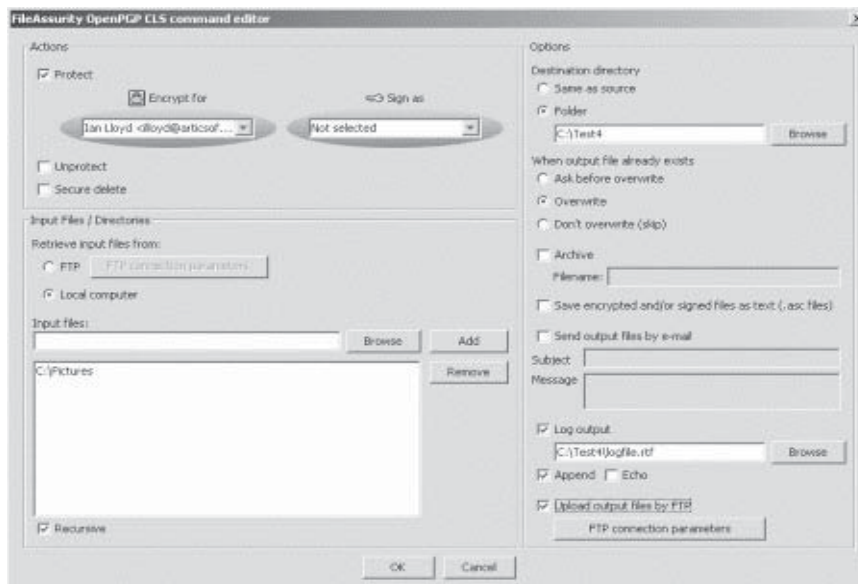 FileAssurity OpenPGP CLS command editor
Actions
Protect
Encrypt for
Sign as
Ian Lloyd <illoyd@articsof...
Not selected
Unprotect
Secure delete
Input Files / Directories
Retrieve input files from:
FTP
FTP connection parameters
Local computer
Input files:
Browse
Add
C:\Pictures
Remove
Recursive
Options
Destination directory
Same as source
Folder
C:\Test4
Browse
When output file already exists
Ask before overwrite
Overwrite
Don't overwrite (skip)
Archive
Filename:
Save encrypted and/or signed files as text (.asc files)
Send output files by e-mail
Subject
Message
Log output
C:\Test4\logfile.rtf
Browse
Append
Echo
Upload output files by FTP
FTP connection parameters
OK
Cancel